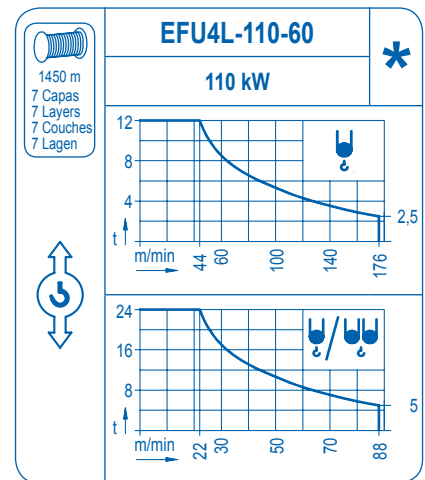 EFU4L-110-60
*
110 kW
1450 m
7 Capas
7 Layers
7 Couches
7 Lagen
12
8
4
2,5
t
m/min
44 60 100 140 176
24
16
8
5
t
m/min
22 30 50 70 88